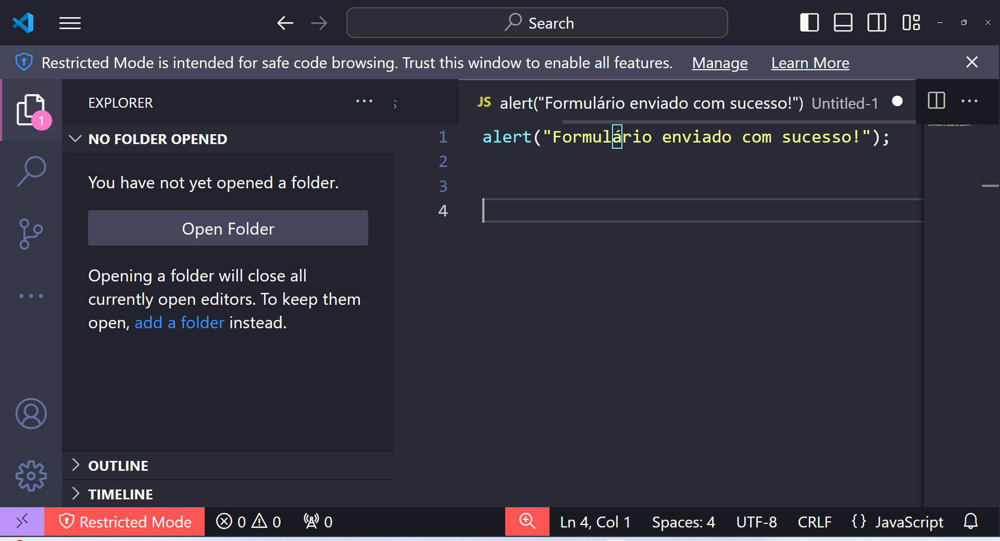 Search
Restricted Mode is intended for safe code browsing. Trust this window to enable all features. Manage Learn More
EXPLORER
s
JS alert("Formulário enviado com sucesso!") Untitled-1
1
NO FOLDER OPENED
1 alert("Formulário enviado com sucesso!");
2
3
4
You have not yet opened a folder.
Open Folder
Opening a folder will close all
currently open editors. To keep them
open, add a folder instead.
OUTLINE
TIMELINE
Restricted Mode 0 0 0 Ln 4, Col 1 Spaces: 4 UTF-8 CRLF {} JavaScript